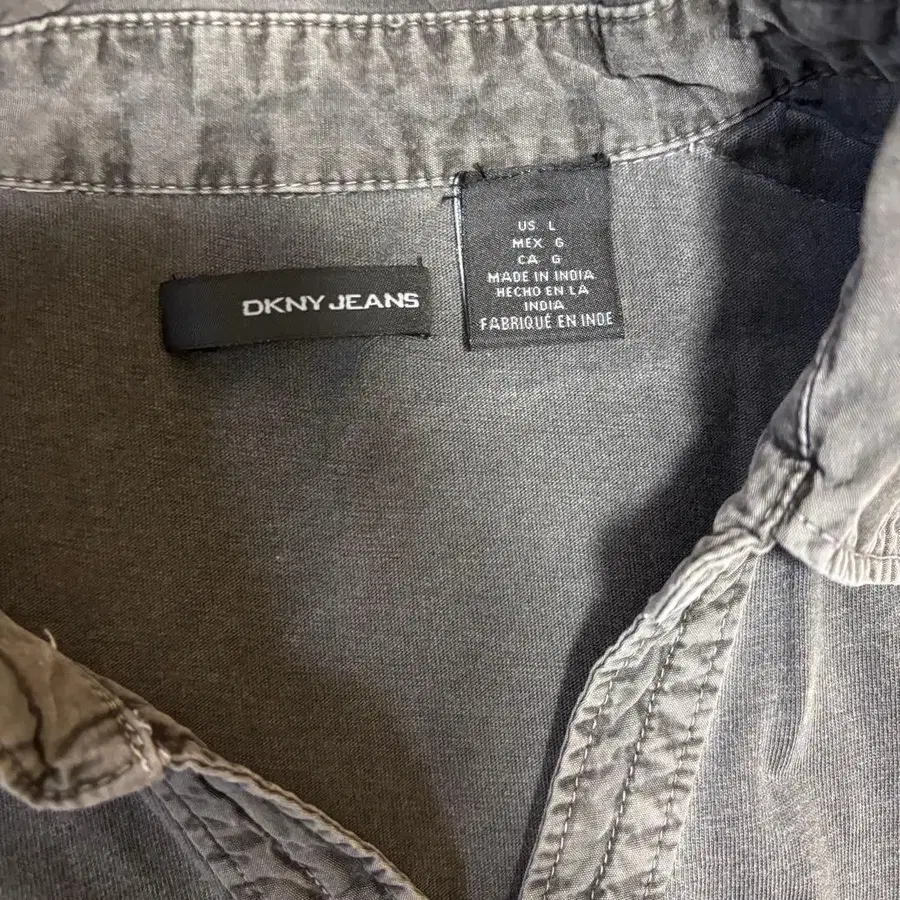 DKNY JEANS
US L
MEX G
CA G
MADE IN INDIA
HECHO EN LA
INDIA
FABRIQUÉ EN INDE